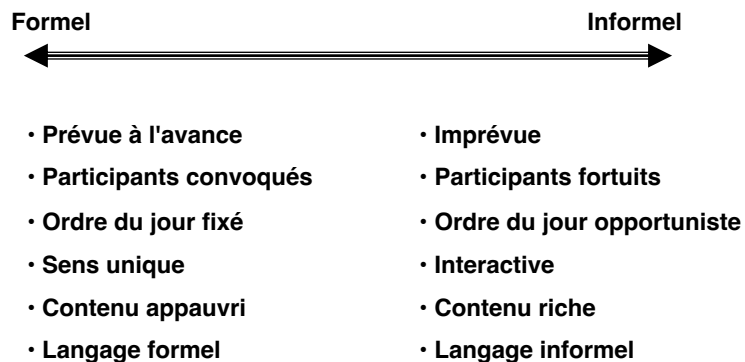 Formel Informel
· Prévue à l'avance · Imprévue
· Participants convoqués · Participants fortuits
· Ordre du jour fixé · Ordre du jour opportuniste
· Sens unique · Interactive
· Contenu appauvri · Contenu riche
· Langage formel · Langage informel